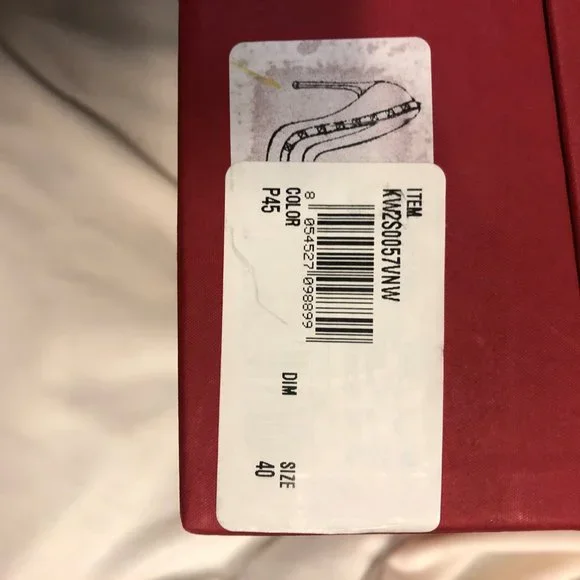 ITEM
KW2S0057VNW
8 054527 098899
COLOR DIM SIZE
P45 40